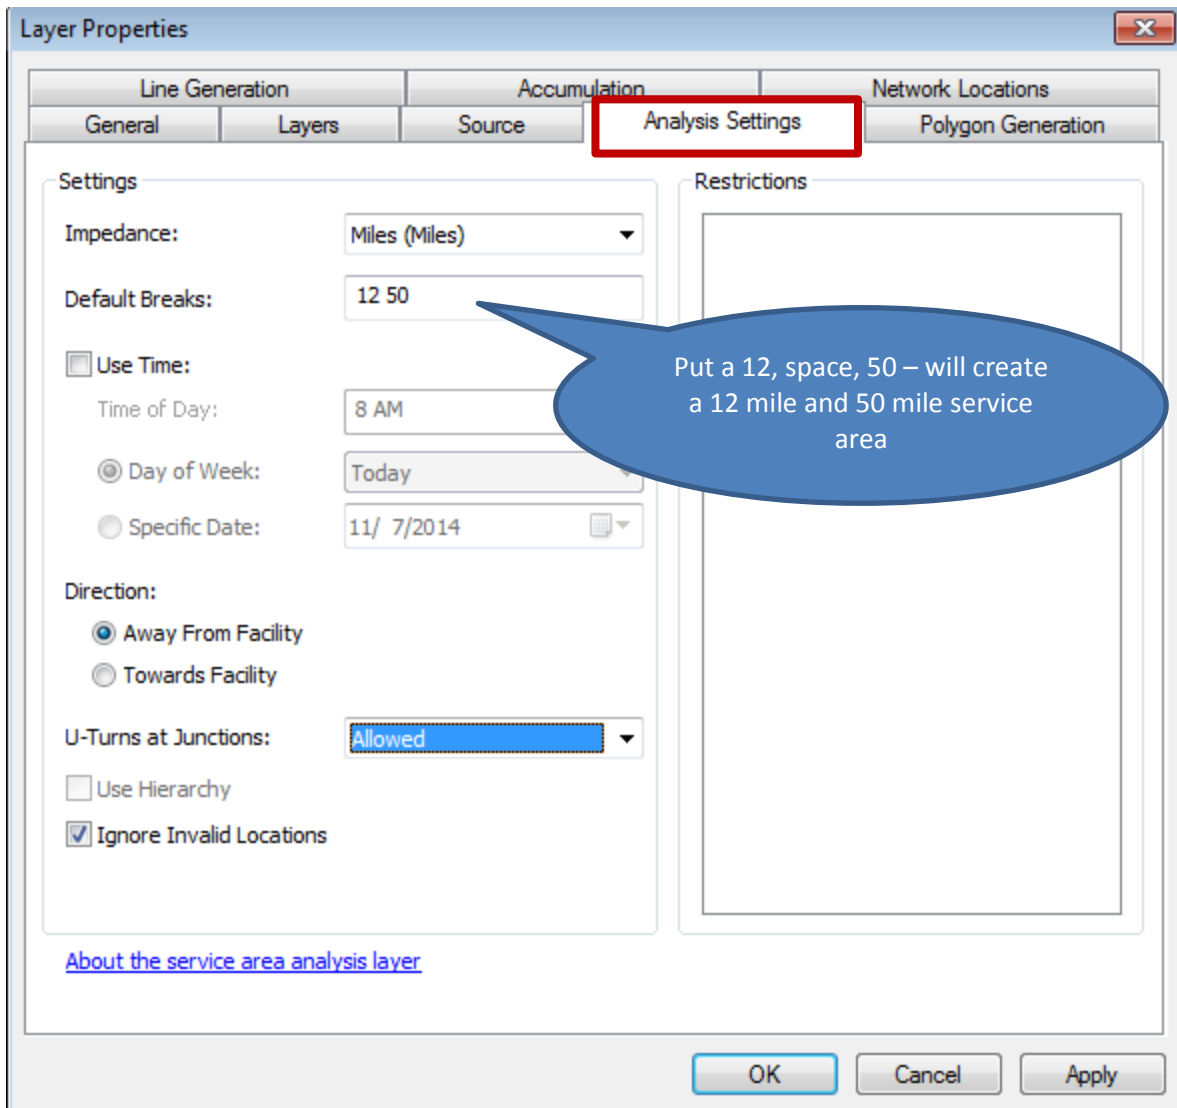 Layer Properties
Line Generation
Accumulation
Network Locations
General
Layers
Source
Analysis Settings
Polygon Generation
Settings
Restrictions
Impedance:
Miles (Miles)
Default Breaks:
12 50
Put a 12, space, 50 – will create
a 12 mile and 50 mile service
area
Use Time:
Time of Day:
8 AM
Day of Week:
Today
Specific Date:
11/ 7/2014
Direction:
Away From Facility
Towards Facility
U-Turns at Junctions:
Allowed
Use Hierarchy
Ignore Invalid Locations
About the service area analysis layer
OK
Cancel
Apply